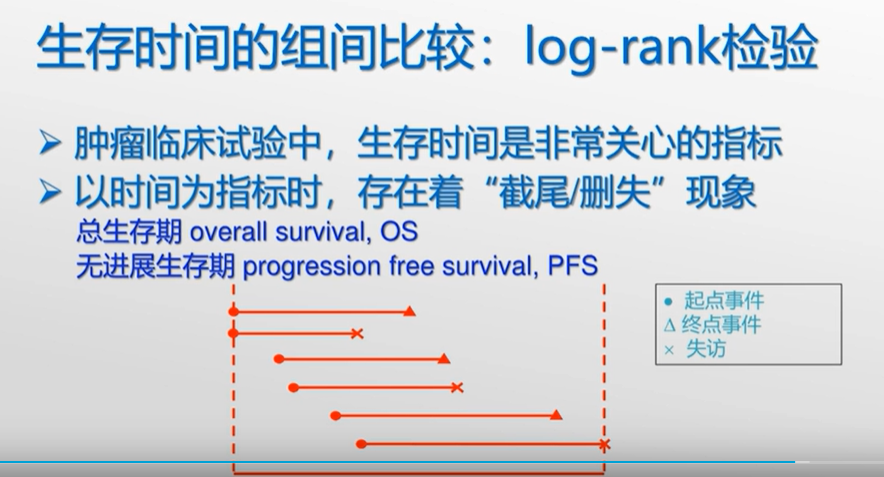 生存时间的组间比较：log-rank检验
➢ 肿瘤临床试验中，生存时间是非常关心的指标
➢ 以时间为指标时，存在着“截尾/删失”现象
总生存期 overall survival, OS
无进展生存期 progression free survival, PFS
● 起点事件
Δ 终点事件
× 失访